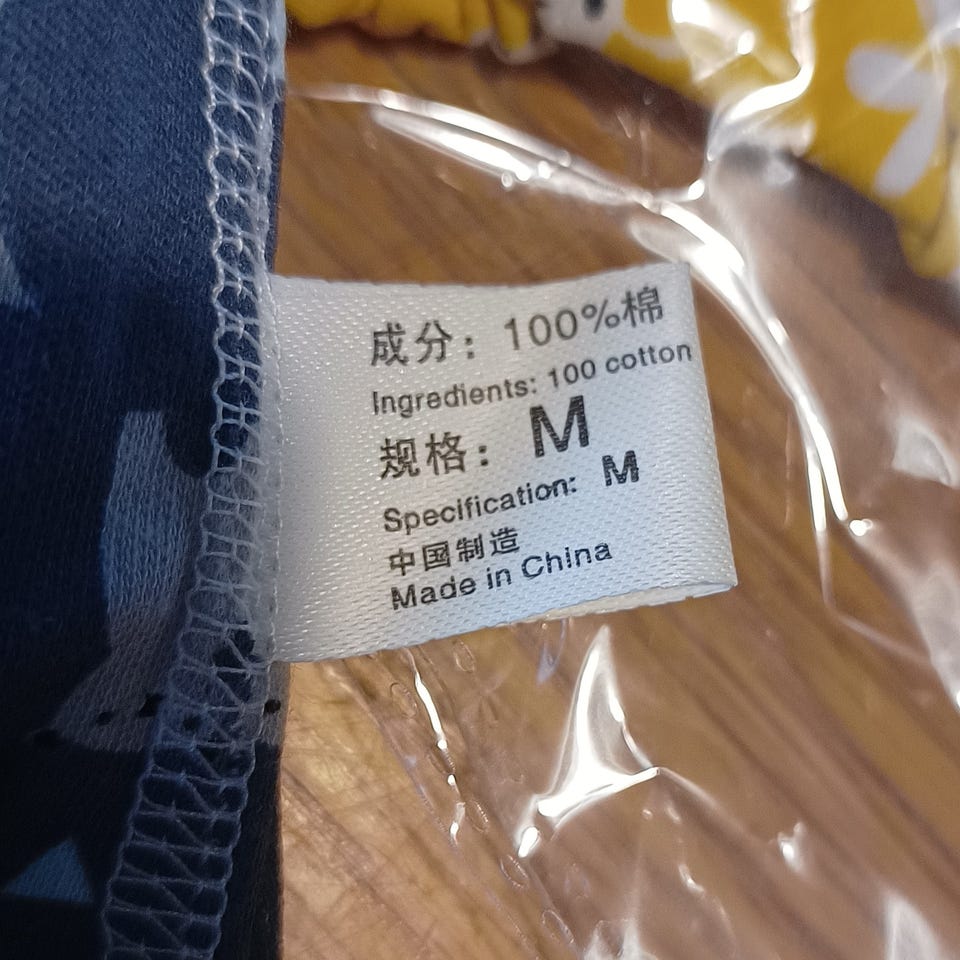 成分：100%棉
Ingredients: 100 cotton
规格：M
Specification: M
中国制造
Made in China